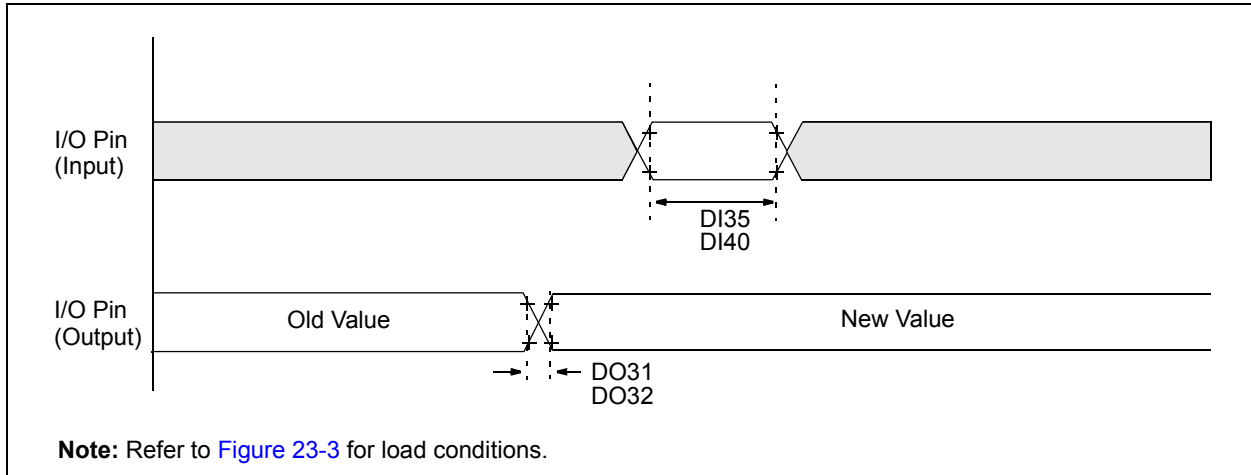 I/O Pin
(Input)
DI35
DI40
I/O Pin
(Output)
Old Value
New Value
DO31
DO32
Note: Refer to Figure 23-3 for load conditions.